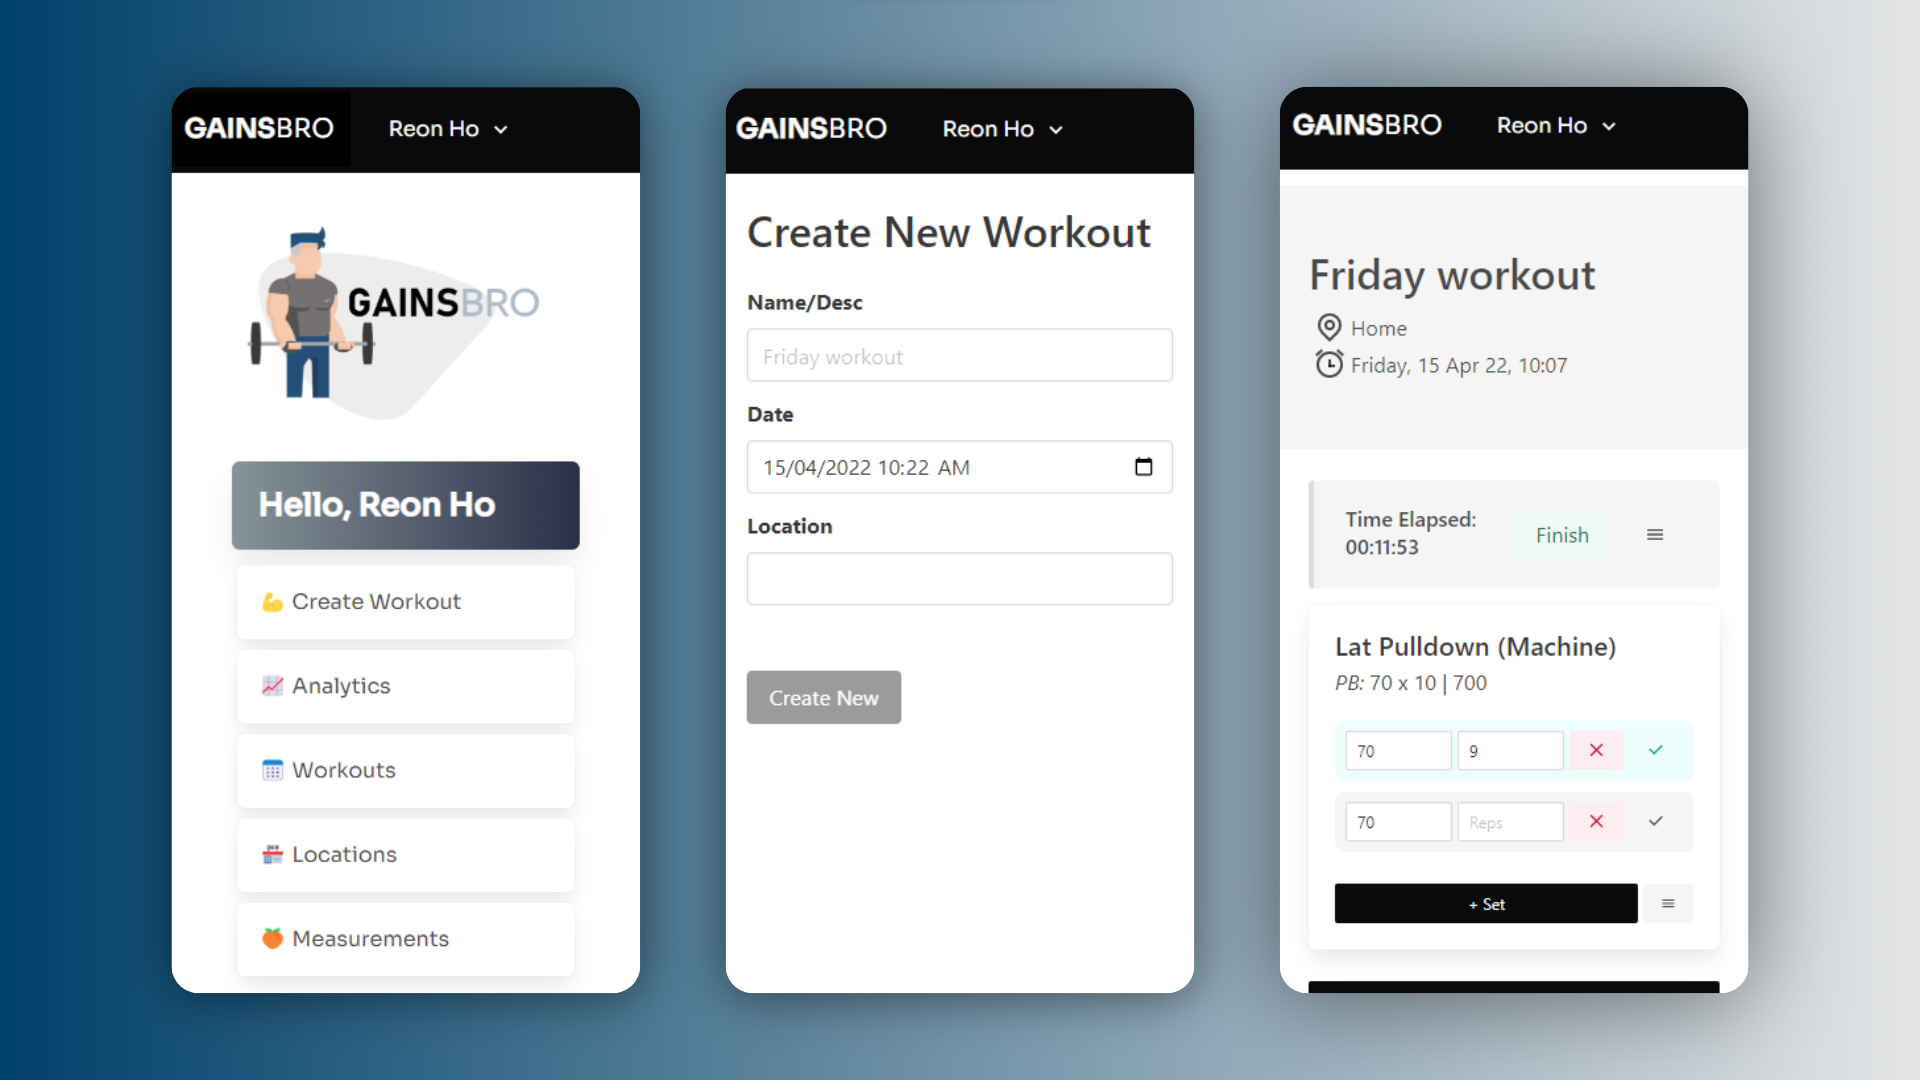 GAINSBRO
Reon Ho
GAINSBRO
Hello, Reon Ho
Create Workout
Analytics
Workouts
Locations
Measurements
GAINSBRO
Reon Ho
Create New Workout
Name/Desc
Friday workout
Date
15/04/2022 10:22 AM
Location
Create New
GAINSBRO
Reon Ho
Friday workout
Home
Friday, 15 Apr 22, 10:07
Time Elapsed:
00:11:53
Finish
Lat Pulldown (Machine)
PB: 70 x 10 | 700
70
9
70
Reps
+ Set